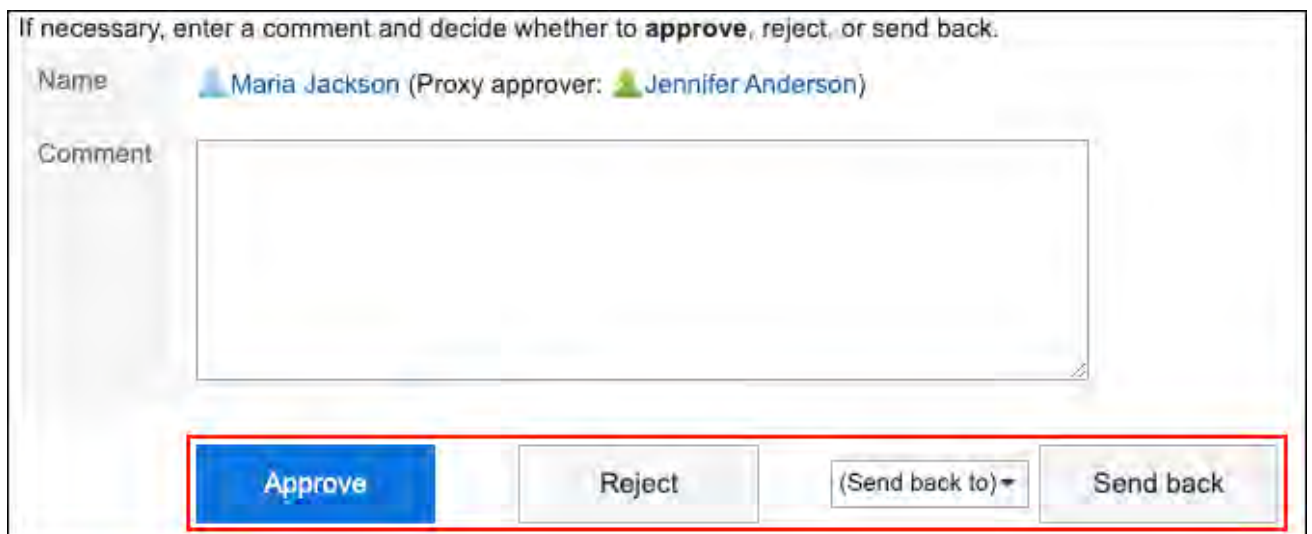 If necessary, enter a comment and decide whether to approve, reject, or send back.
Name Maria Jackson (Proxy approver: Jennifer Anderson)
Comment
Approve Reject (Send back to) Send back